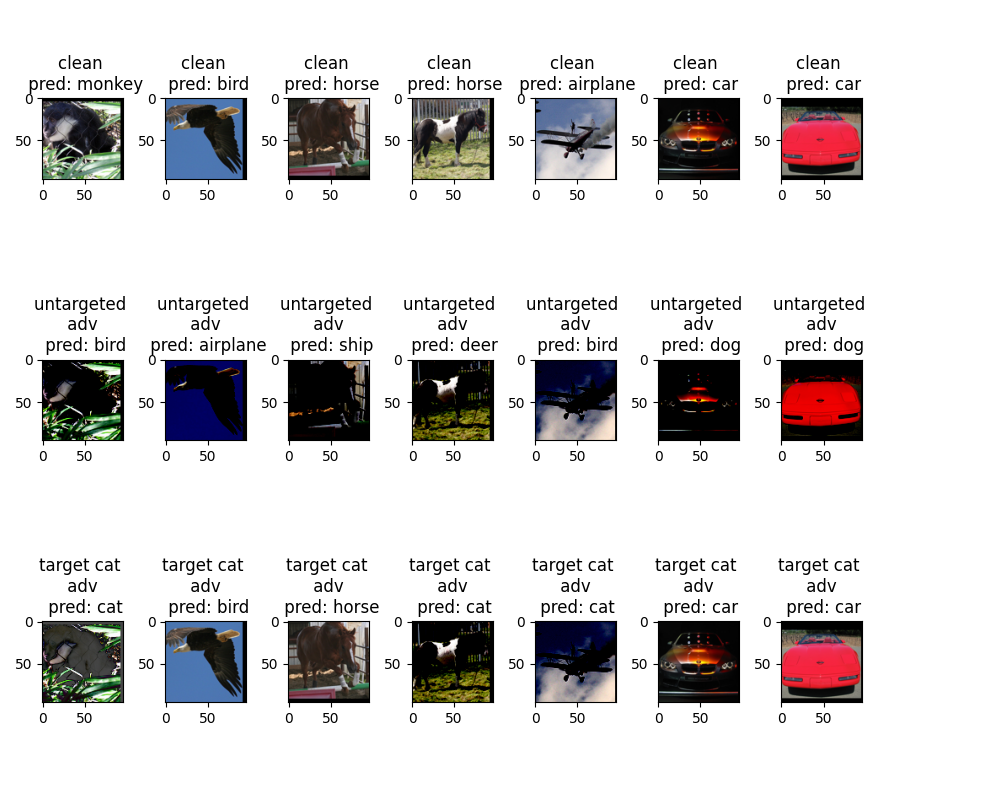 clean clean clean clean clean clean clean
pred: monkey pred: bird pred: horse pred: horse pred: airplane pred: car pred: car
0 0 0 0 0 0 0
50 50 50 50 50 50 50
0 50 0 50 0 50 0 50 0 50 0 50 0 50
untargeted untargeted untargeted untargeted untargeted untargeted untargeted
adv adv adv adv adv adv adv
pred: bird pred: airplane pred: ship pred: deer pred: bird pred: dog pred: dog
0 0 0 0 0 0 0
50 50 50 50 50 50 50
0 50 0 50 0 50 0 50 0 50 0 50 0 50
target cat target cat target cat target cat target cat target cat target cat
adv adv adv adv adv adv adv
pred: cat pred: bird pred: horse pred: cat pred: cat pred: car pred: car
0 0 0 0 0 0 0
50 50 50 50 50 50 50
0 50 0 50 0 50 0 50 0 50 0 50 0 50